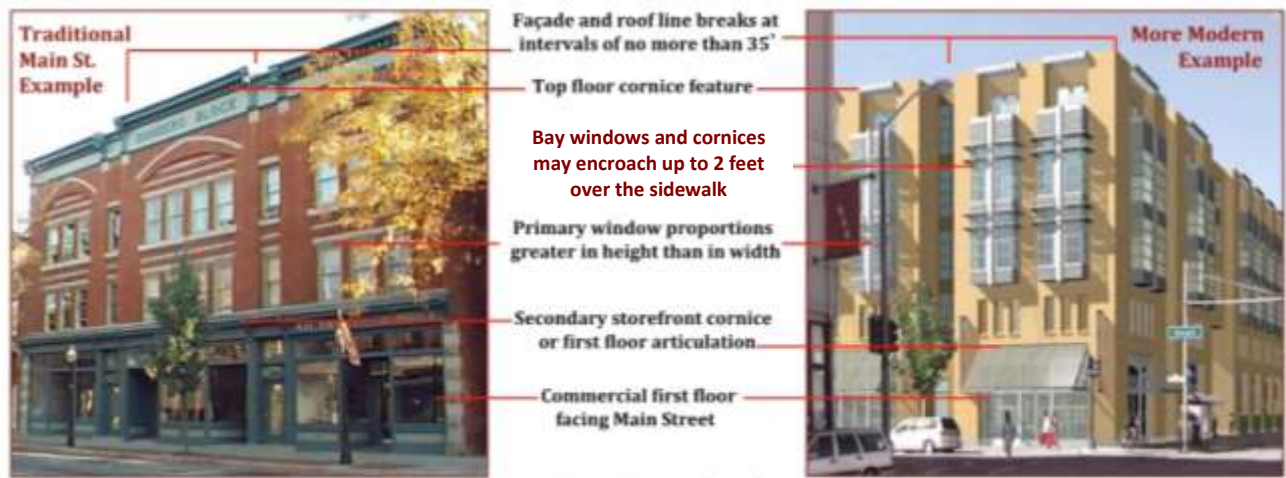 Traditional
Main St.
Example
Façade and roof line breaks at
intervals of no more than 35'
More Modern
Example
Top floor cornice feature
Bay windows and cornices
may encroach up to 2 feet
over the sidewalk
Primary window proportions
greater in height than in width
Secondary storefront cornice
or first floor articulation
Commercial first floor
facing Main Street
BLOCK